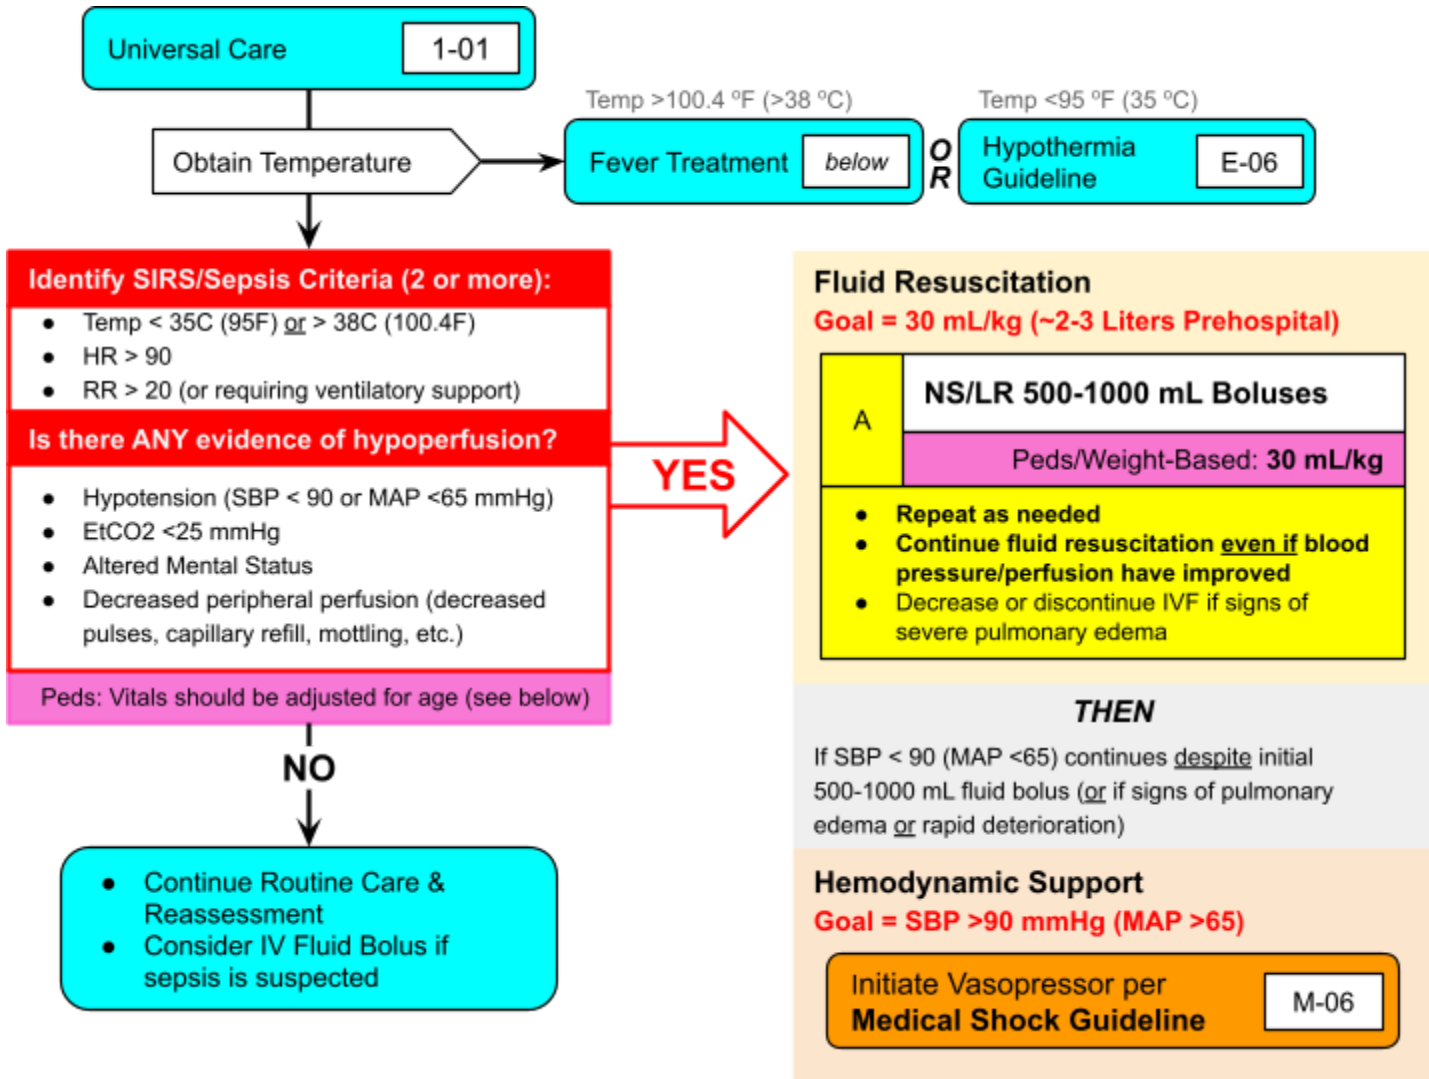 Universal Care
1-01
Temp >100.4 ºF (>38 ºC)
Temp <95 ºF (35 ºC)
Obtain Temperature
Fever Treatment
below
OR
Hypothermia
Guideline
E-06
Identify SIRS/Sepsis Criteria (2 or more):
● Temp < 35C (95F) or > 38C (100.4F)
● HR > 90
● RR > 20 (or requiring ventilatory support)
Is there ANY evidence of hypoperfusion?
● Hypotension (SBP < 90 or MAP <65 mmHg)
● EtCO2 <25 mmHg
● Altered Mental Status
● Decreased peripheral perfusion (decreased
pulses, capillary refill, mottling, etc.)
Peds: Vitals should be adjusted for age (see below)
YES
NO
● Continue Routine Care &
Reassessment
● Consider IV Fluid Bolus if
sepsis is suspected
Fluid Resuscitation
Goal = 30 mL/kg (~2-3 Liters Prehospital)
A
NS/LR 500-1000 mL Boluses
Peds/Weight-Based: 30 mL/kg
● Repeat as needed
● Continue fluid resuscitation even if blood
pressure/perfusion have improved
● Decrease or discontinue IVF if signs of
severe pulmonary edema
THEN
If SBP < 90 (MAP <65) continues despite initial
500-1000 mL fluid bolus (or if signs of pulmonary
edema or rapid deterioration)
Hemodynamic Support
Goal = SBP >90 mmHg (MAP >65)
Initiate Vasopressor per
Medical Shock Guideline
M-06